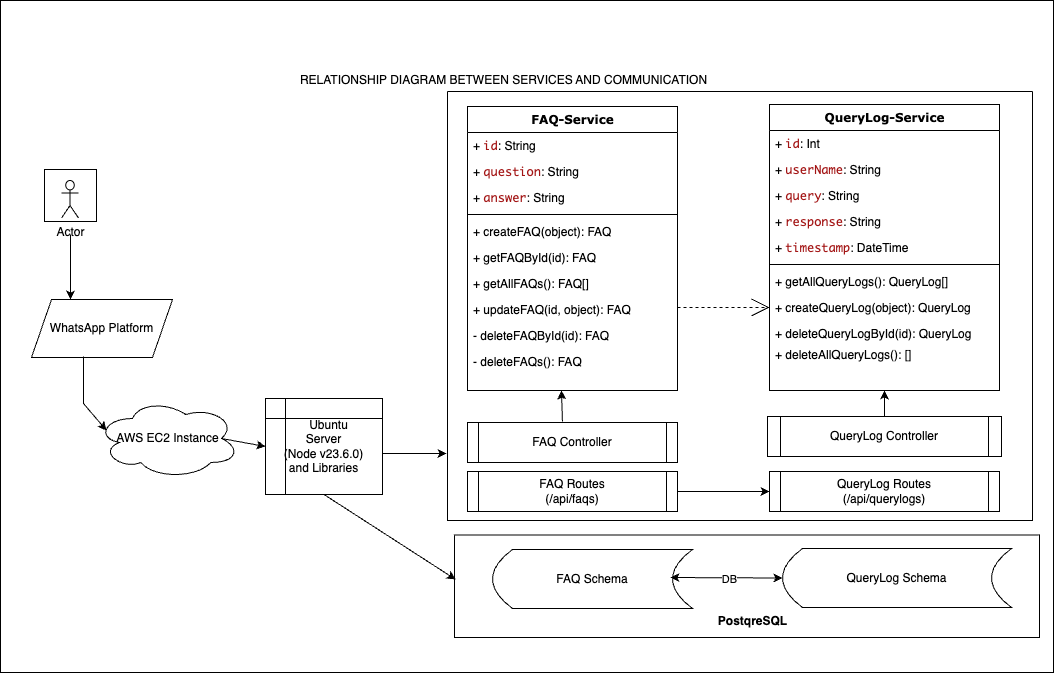 RELATIONSHIP DIAGRAM BETWEEN SERVICES AND COMMUNICATION
Actor
WhatsApp Platform
AWS EC2 Instance
Ubuntu
Server
(Node v23.6.0)
and Libraries
FAQ-Service
+ id: String
+ question: String
+ answer: String
+ createFAQ(object): FAQ
+ getFAQById(id): FAQ
+ getAllFAQs(): FAQ[]
+ updateFAQ(id, object): FAQ
- deleteFAQById(id): FAQ
- deleteFAQs(): FAQ
QueryLog-Service
+ id: Int
+ userName: String
+ query: String
+ response: String
+ timestamp: DateTime
+ getAllQueryLogs(): QueryLog[]
+ createQueryLog(object): QueryLog
+ deleteQueryLogById(id): QueryLog
+ deleteAllQueryLogs(): []
FAQ Controller
QueryLog Controller
FAQ Routes
(/api/faqs)
QueryLog Routes
(/api/querylogs)
FAQ Schema
DB
QueryLog Schema
PostqreSQL